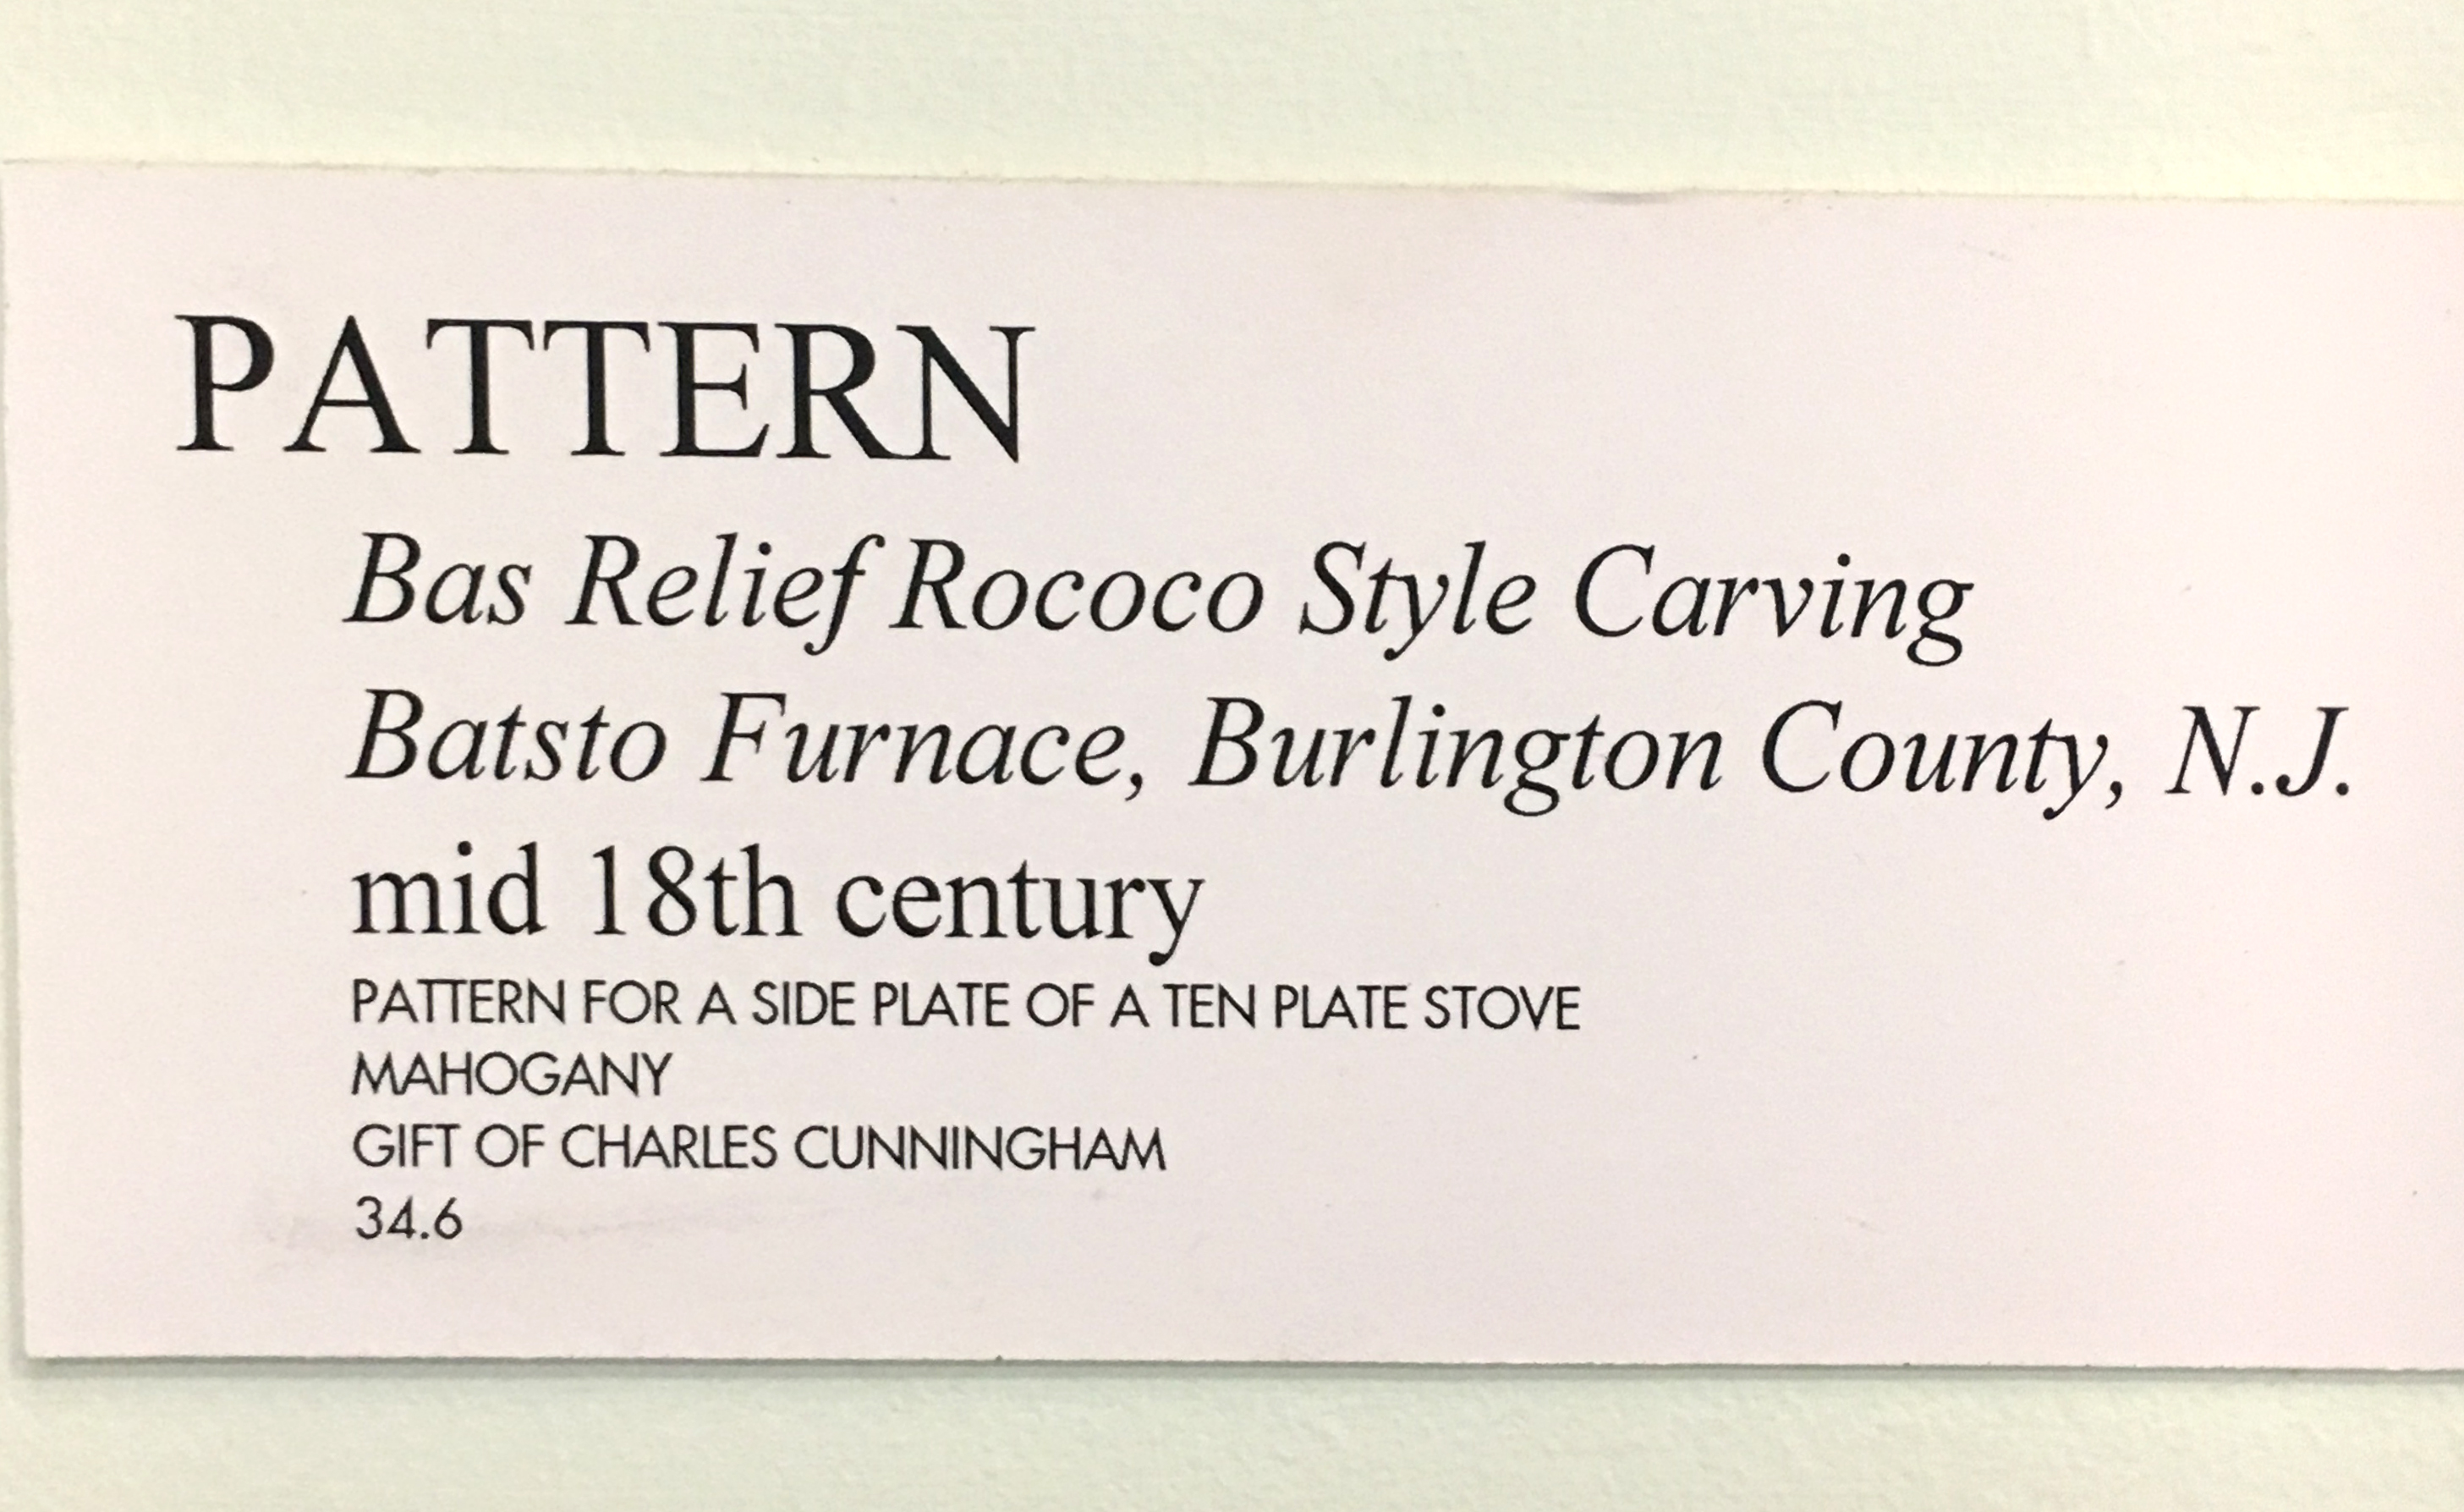 PATTERN
Bas Relief Rococo Style Carving
Batsto Furnace, Burlington County, N.J.
mid 18th century
PATTERN FOR A SIDE PLATE OF A TEN PLATE STOVE
MAHOGANY
GIFT OF CHARLES CUNNINGHAM
34.6